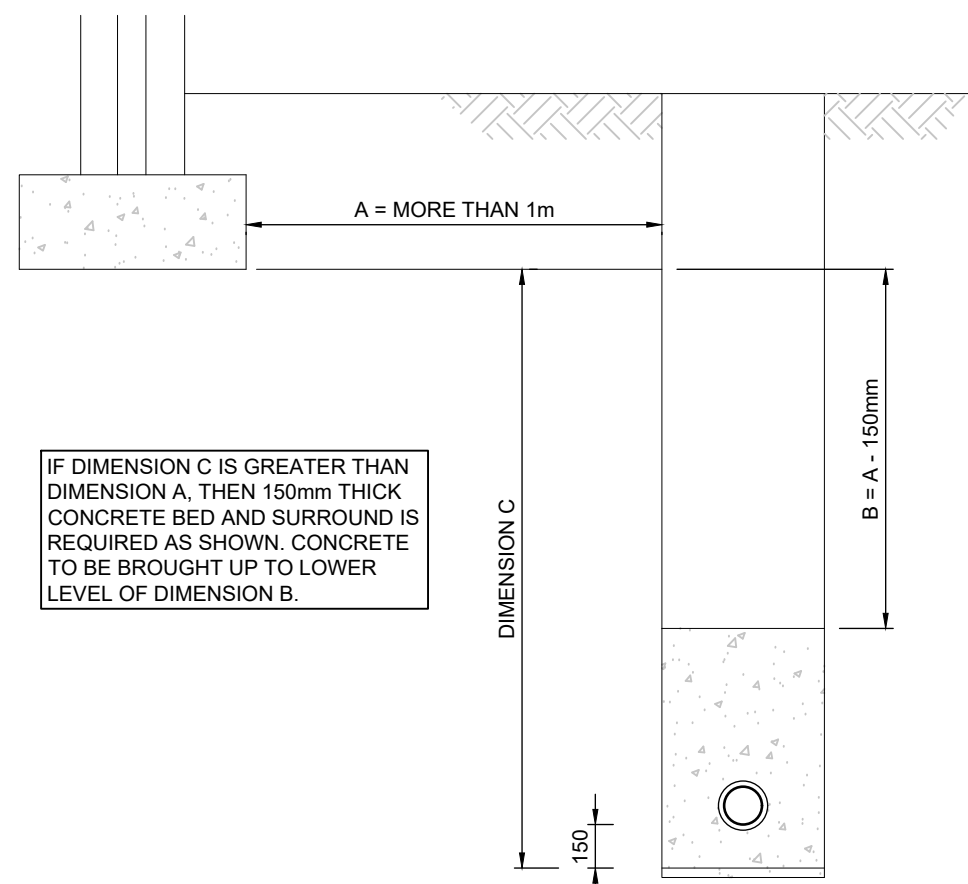 A = MORE THAN 1m
IF DIMENSION C IS GREATER THAN
DIMENSION A, THEN 150mm THICK
CONCRETE BED AND SURROUND IS
REQUIRED AS SHOWN. CONCRETE
TO BE BROUGHT UP TO LOWER
LEVEL OF DIMENSION B.
DIMENSION C
B = A - 150mm
150